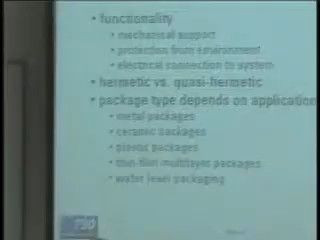 • functionality
• mechanical support
• protection from environment
• electrical connection to system
• hermetic vs. quasi-hermetic
• package type depends on application
• metal packages
• ceramic packages
• plastic packages
• thin-film multilayer packages
• wafer level packaging